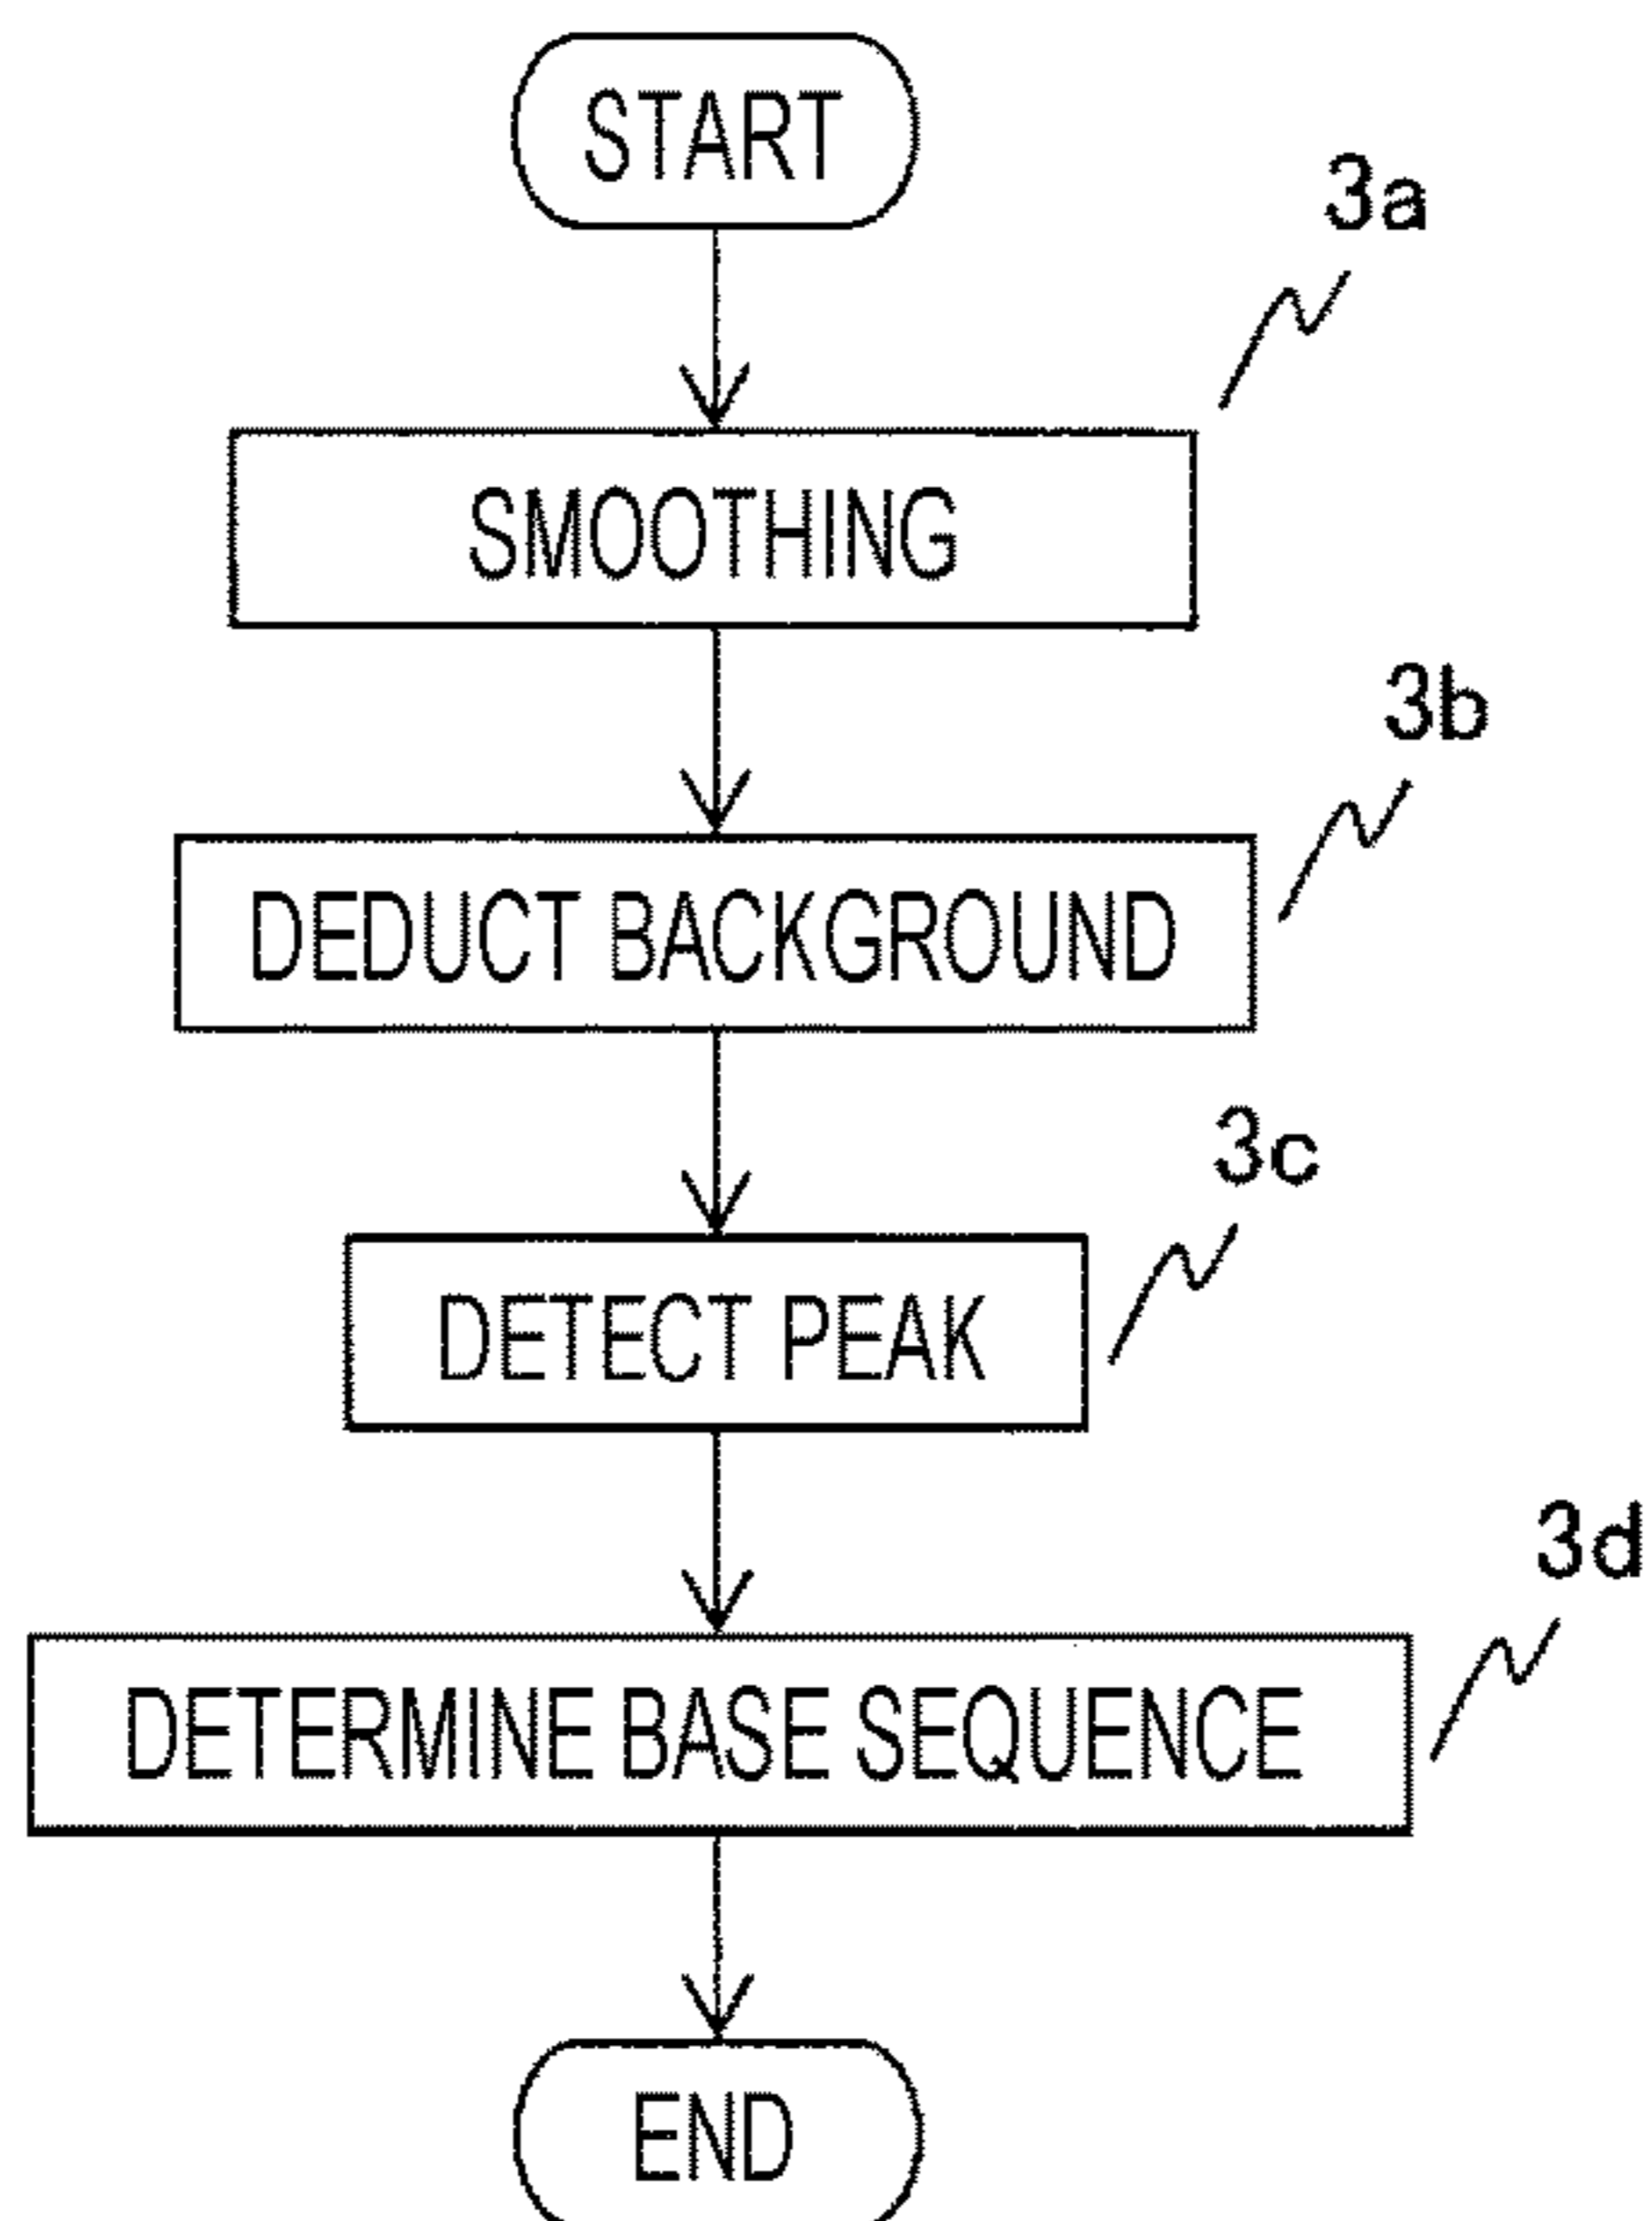 START
3a
SMOOTHING
3b
DEDUCT BACKGROUND
3c
DETECT PEAK
3d
DETERMINE BASE SEQUENCE
END